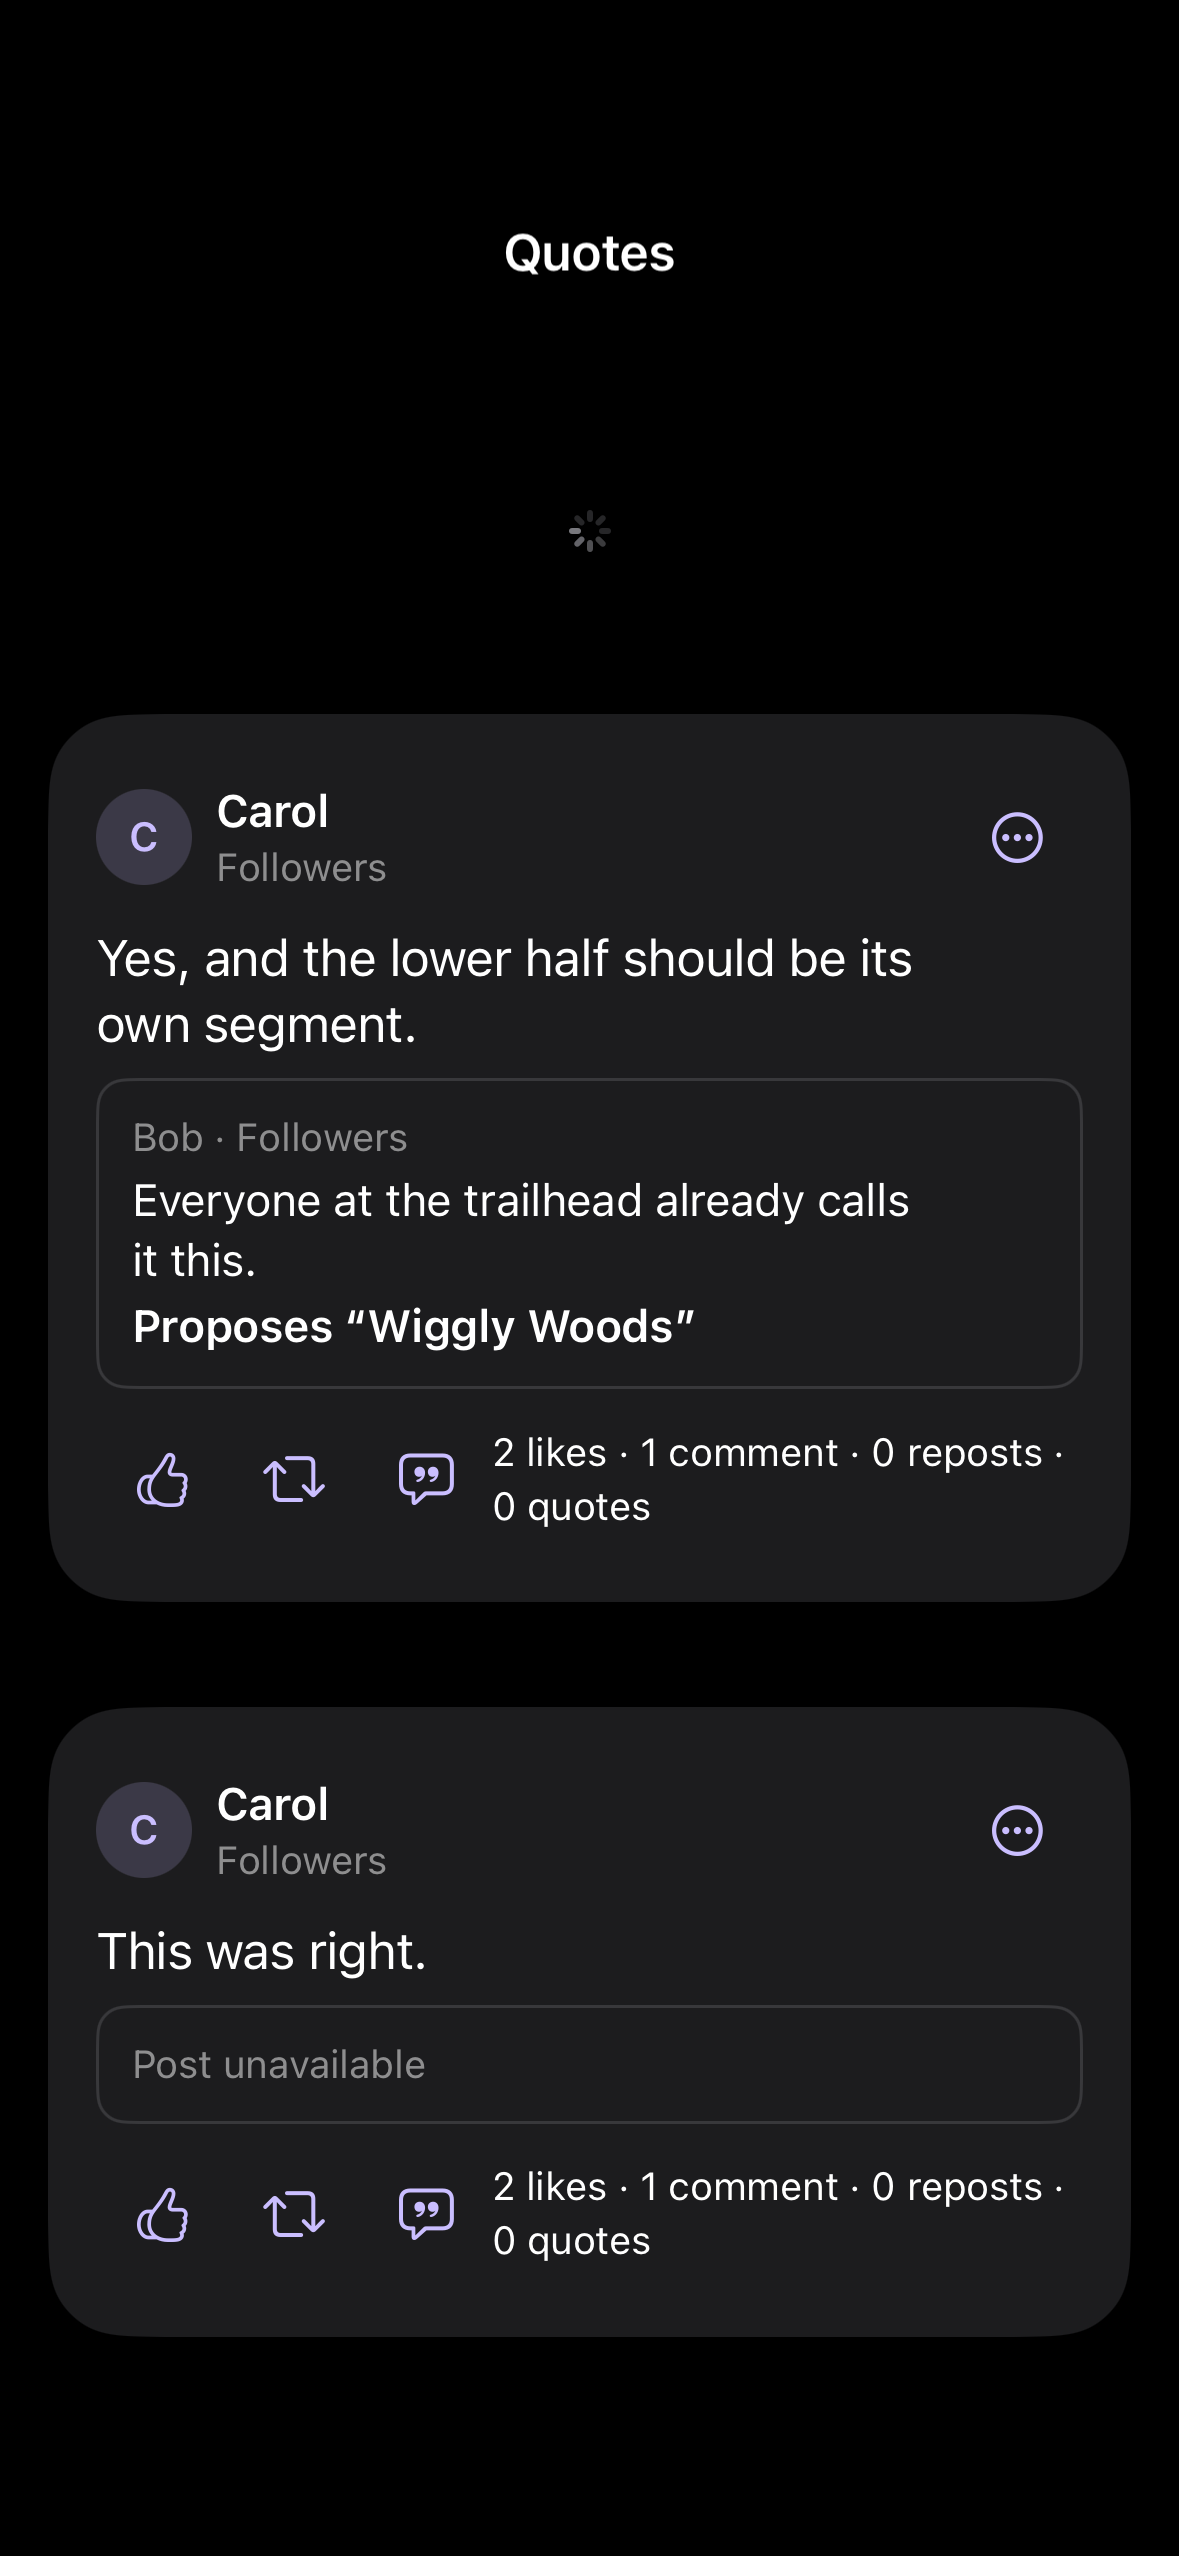 Quotes
C
Carol
Followers
Yes, and the lower half should be its
own segment.
Bob · Followers
Everyone at the trailhead already calls
it this.
Proposes “Wiggly Woods”
2 likes · 1 comment · 0 reposts ·
0 quotes
C
Carol
Followers
This was right.
Post unavailable
2 likes · 1 comment · 0 reposts ·
0 quotes